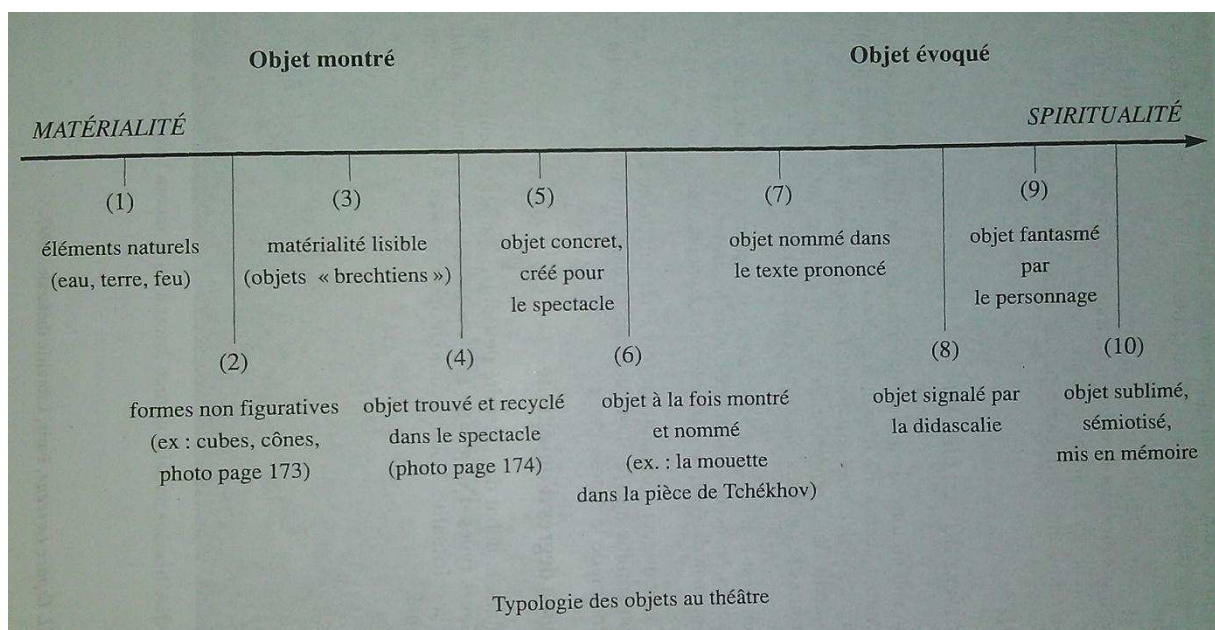 Objet montré
Objet évoqué
MATÉRIALITÉ
SPIRITUALITÉ
(1)
éléments naturels
(eau, terre, feu)
(2)
formes non figuratives
(ex : cubes, cônes,
photo page 173)
(3)
matérialité lisible
(objets « brechtiens »)
(4)
objet trouvé et recyclé
dans le spectacle
(photo page 174)
(5)
objet concret,
créé pour
le spectacle
(6)
objet à la fois montré
et nommé
(ex. : la mouette
dans la pièce de Tchékhov)
(7)
objet nommé dans
le texte prononcé
(8)
objet signalé par
la didascalie
(9)
objet fantasmé
par
le personnage
(10)
objet sublimé,
sémiotisé,
mis en mémoire
Typologie des objets au théâtre